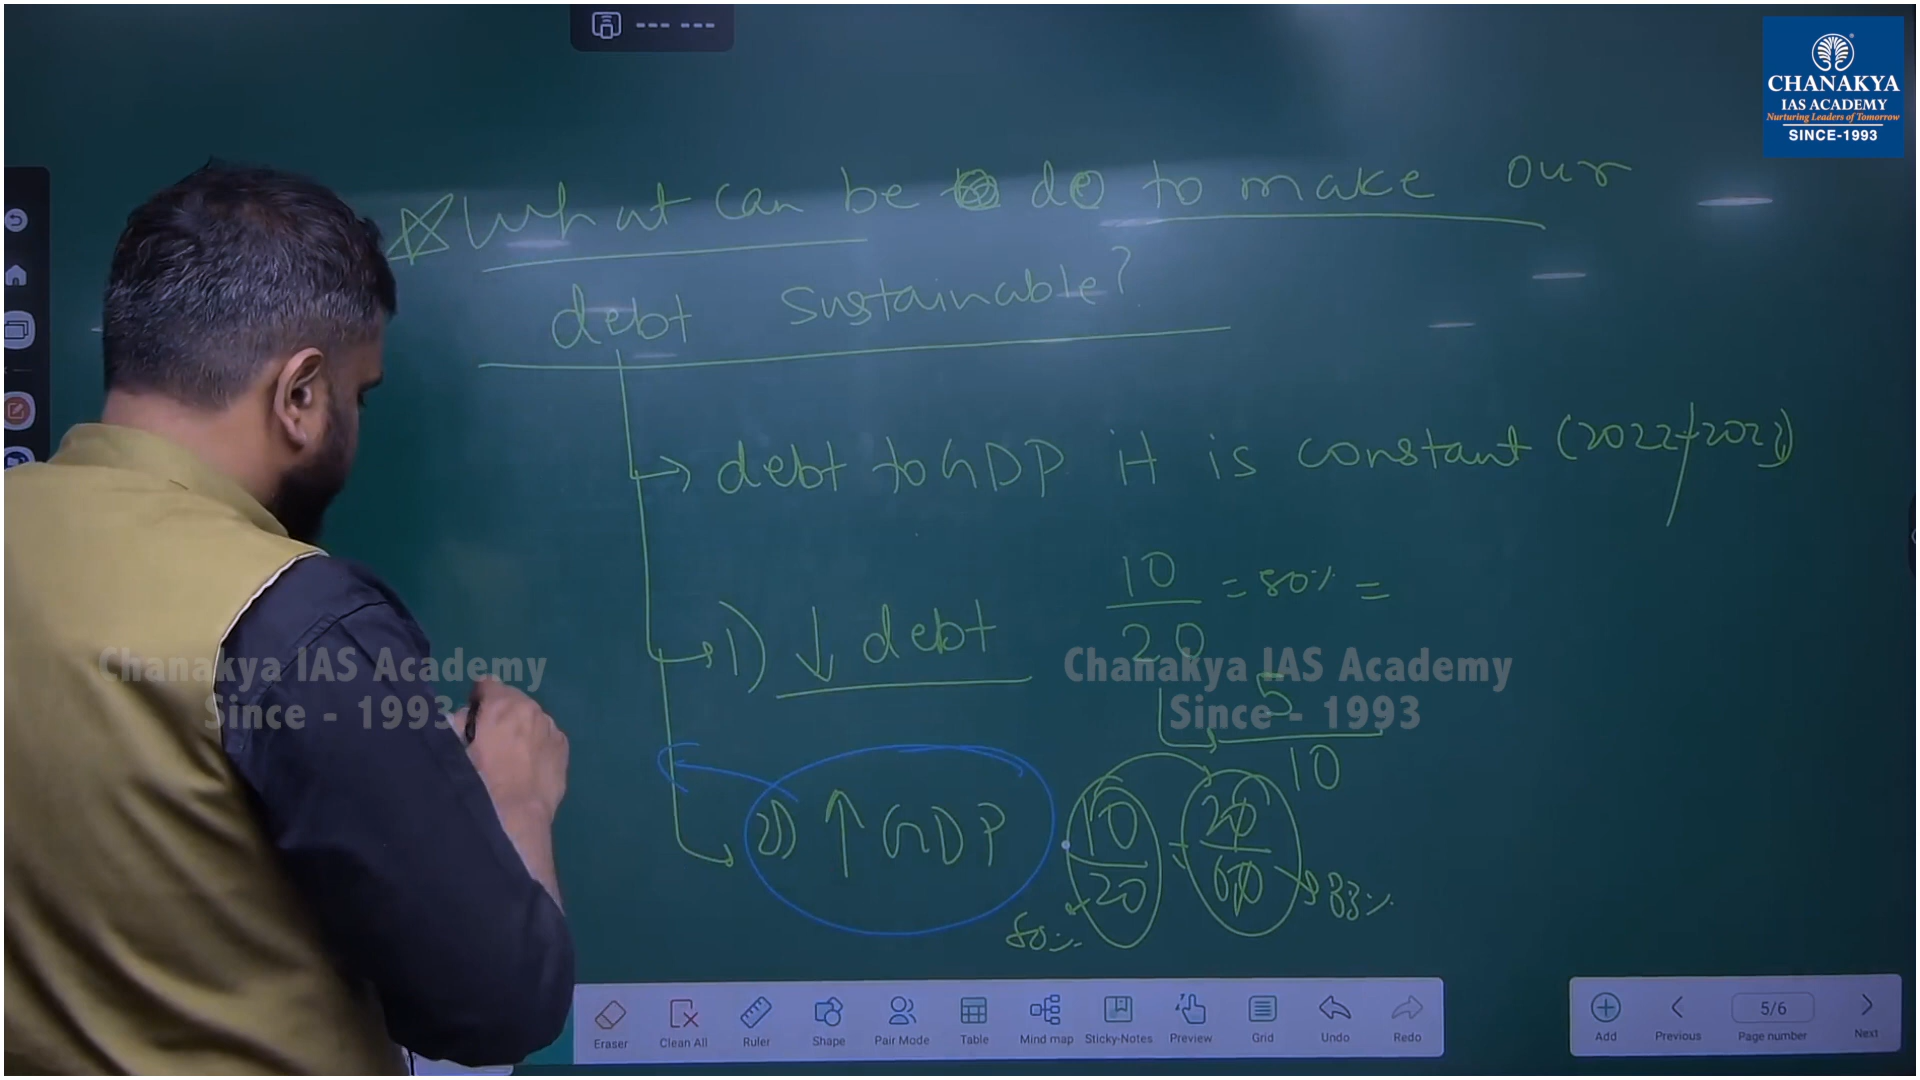 CHANAKYA
IAS ACADEMY
Nurturing Leaders of Tomorrow
SINCE-1993
What can be do to make our
debt sustainable?
debt to GDP it is constant (2022-2023)
1) ↓ debt
10
20
= 50% =
5
10
2) ↑ GDP
10
20
50%
20
60
33%
Chanakya IAS Academy
Since - 1993
Chanakya IAS Academy
Since - 1993
Eraser
Clean All
Ruler
Shape
Pair Mode
Table
Mind map
Sticky-Notes
Preview
Grid
Undo
Redo
Add
Previous
5/6
Page number
Next